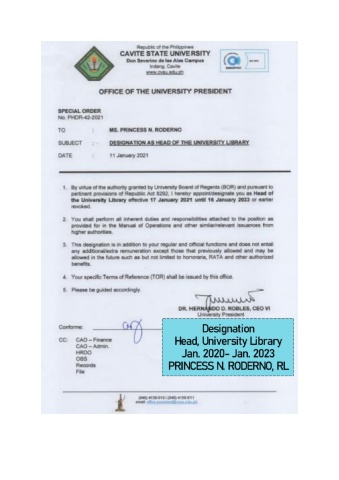 Republic of the Philippines
CAVITE STATE UNIVERSITY
Don Severino de las Alas Campus
Indang, Cavite
www.cvsu.edu.ph
OFFICE OF THE UNIVERSITY PRESIDENT
SPECIAL ORDER
No. PHDR-42-2021
TO : MS. PRINCESS N. RODERNO
SUBJECT : - DESIGNATION AS HEAD OF THE UNIVERSITY LIBRARY
DATE : 11 January 2021
1. By virtue of the authority granted by University Board of Regents (BOR) and pursuant to
pertinent provisions of Republic Act 8292, I hereby appoint/designate you as Head of
the University Library effective 17 January 2021 until 16 January 2023 or earlier
revoked.
2. You shall perform all inherent duties and responsibilities attached to the position as
provided for in the Manual of Operations and other similar/relevant issuances from
higher authorities.
3. This designation is in addition to your regular and official functions and does not entail
any additional/extra remuneration except those that previously allowed and may be
allowed in the future such as but not limited to honoraria, RATA and other authorized
benefits.
4. Your specific Terms of Reference (TOR) shall be issued by this office.
5. Please be guided accordingly.
DR. HERNANDO D. ROBLES, CEO VI
University President
Conforme:
CC: CAO – Finance
CAO – Admin.
HRDO
OBS
Records
File
Designation
Head, University Library
Jan. 2020- Jan. 2023
PRINCESS N. RODERNO, RL